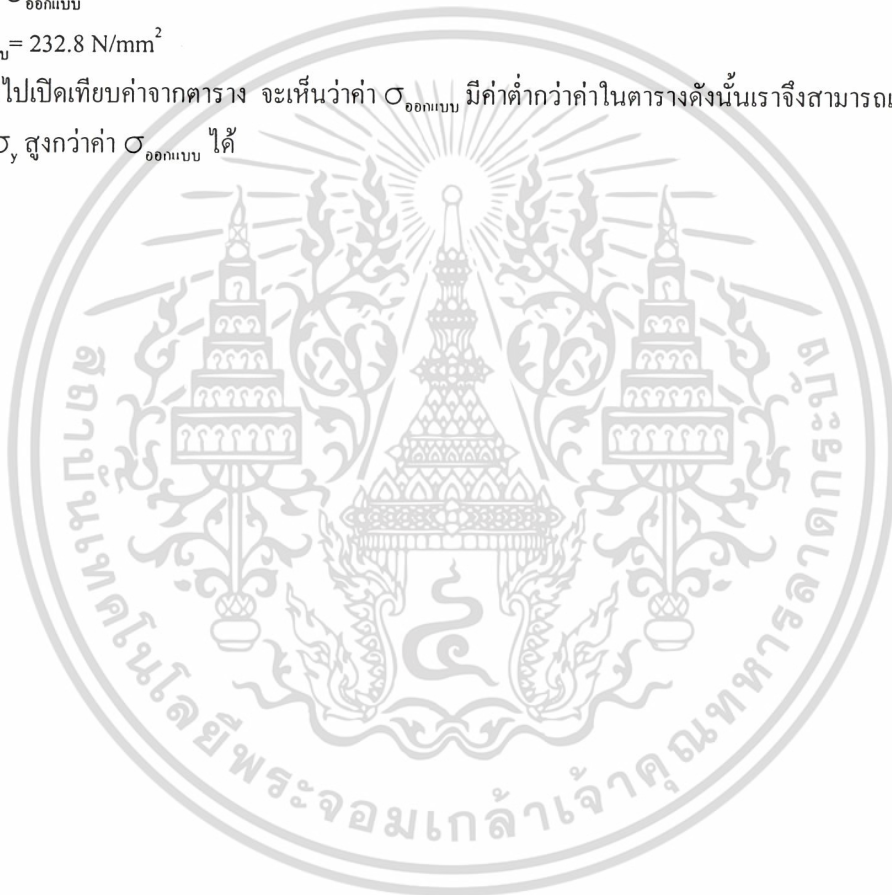 σออกแบบ
บ= 232.8 N/mm²
ไปเปิดเทียบค่าจากตาราง จะเห็นว่าค่า σออกแบบ มีค่าต่ำกว่าค่าในตารางดังนั้นเราจึงสามารถ
σy สูงกว่าค่า σออกแบบ ได้
สถาบันเทคโนโลยีพระจอมเกล้าเจ้าคุณทหารลาดกระบัง